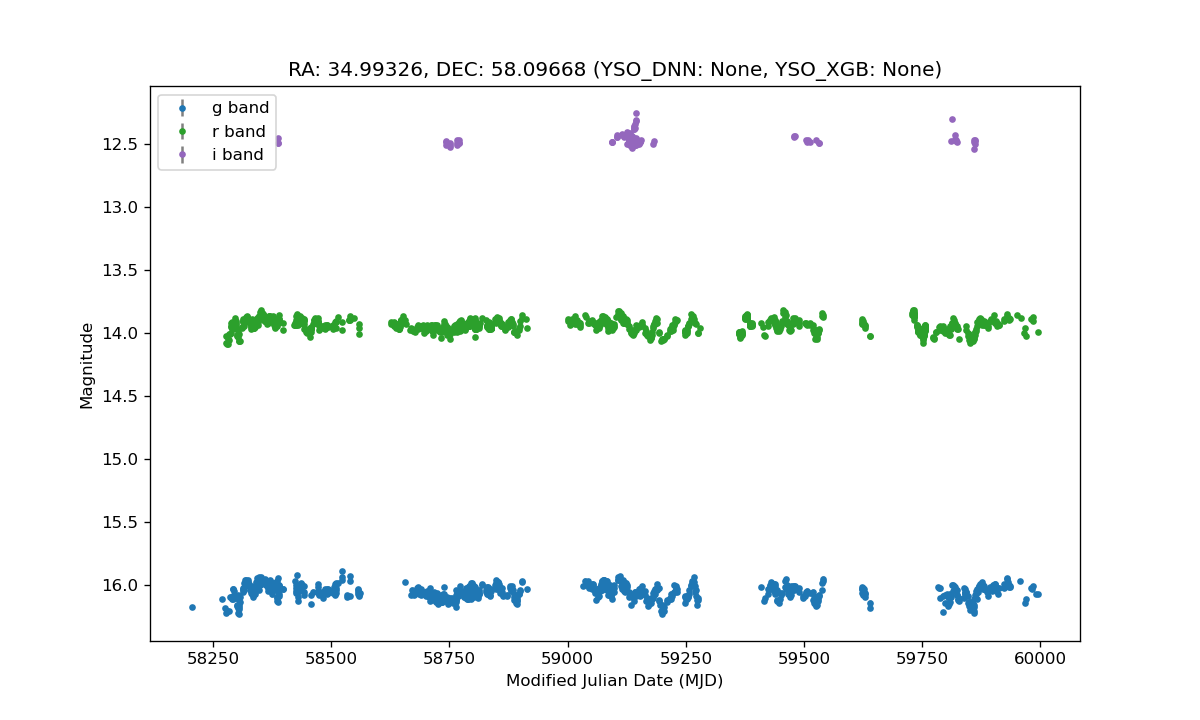 RA: 34.99326, DEC: 58.09668 (YSO_DNN: None, YSO_XGB: None)
g band
r band
i band
12.5
13.0
13.5
14.0
14.5
15.0
15.5
16.0
Magnitude
58250 58500 58750 59000 59250 59500 59750 60000
Modified Julian Date (MJD)